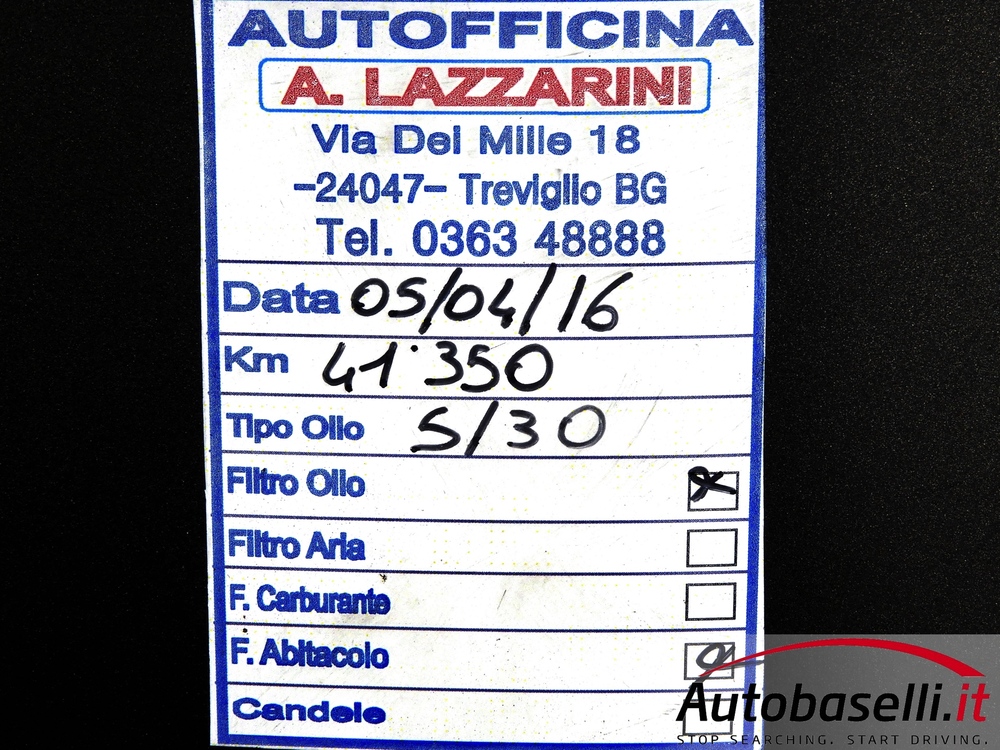 AUTOFFICINA
A. LAZZARINI
Via Dei Mille 18
-24047- Treviglio BG
Tel. 0363 48888
Data 05/04/16
Km 41.350
Tipo Olio 5/30
Filtro Olio
Filtro Aria
F. Carburante
F. Abitacolo
Candele
Autobaselli.it
STOP SEARCHING. START DRIVING.